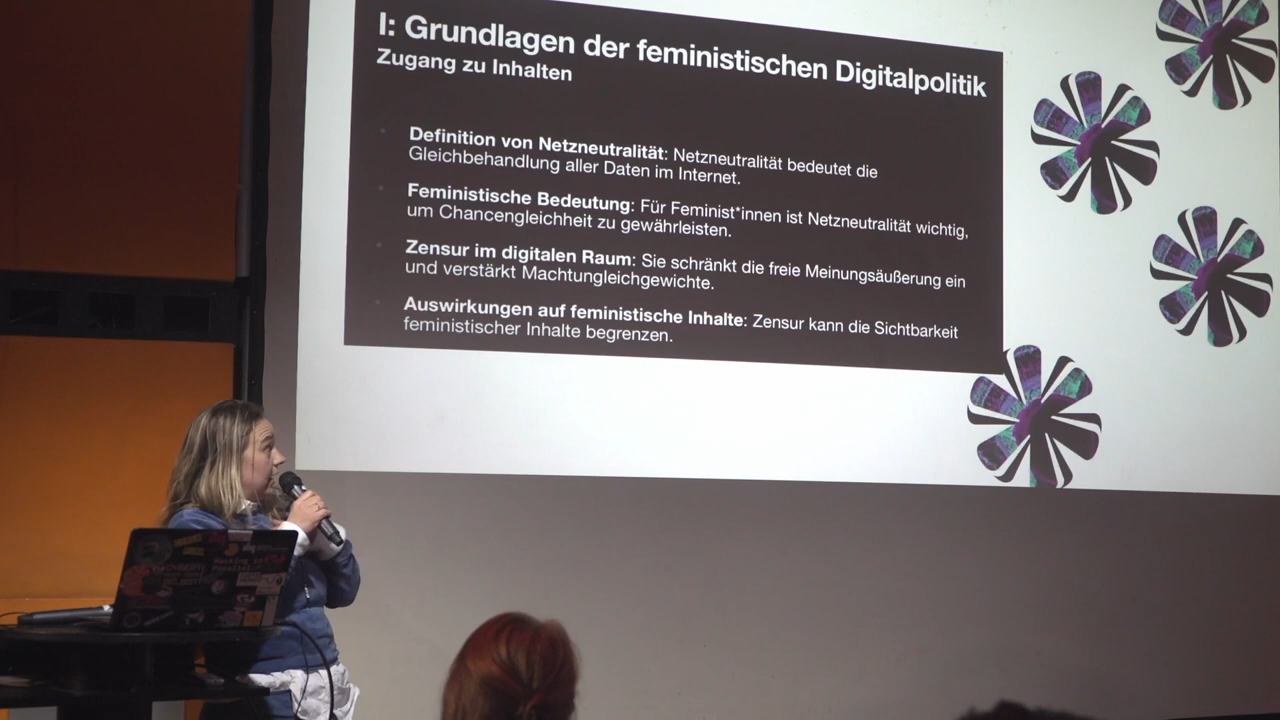 I: Grundlagen der feministischen Digitalpolitik
Zugang zu Inhalten
Definition von Netzneutralität: Netzneutralität bedeutet die
Gleichbehandlung aller Daten im Internet.
Feministische Bedeutung: Für Feminist*innen ist Netzneutralität wichtig,
um Chancengleichheit zu gewährleisten.
Zensur im digitalen Raum: Sie schränkt die freie Meinungsäußerung ein
und verstärkt Machtungleichgewichte.
Auswirkungen auf feministische Inhalte: Zensur kann die Sichtbarkeit
feministischer Inhalte begrenzen.